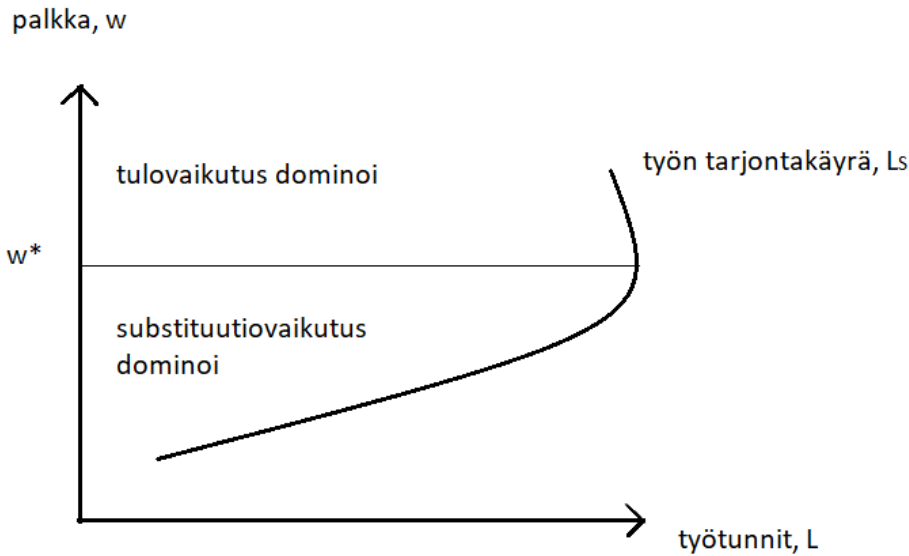 palkka, w
tulovaikutus dominoi
työn tarjontakäyrä, Ls
w*
substituutiovaikutus
dominoi
työtunnit, L